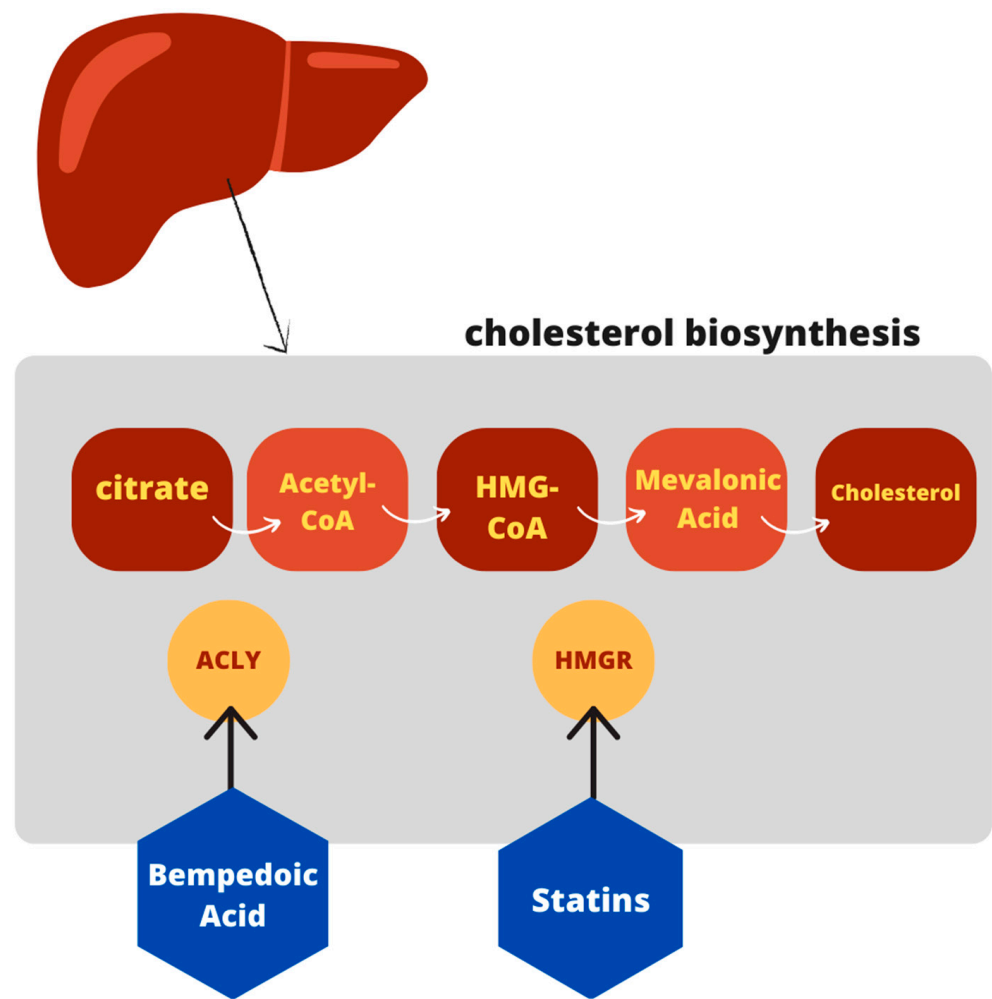 cholesterol biosynthesis
citrate
Acetyl-
CoA
HMG-
CoA
Mevalonic
Acid
Cholesterol
ACLY
HMGR
Bempedoic
Acid
Statins